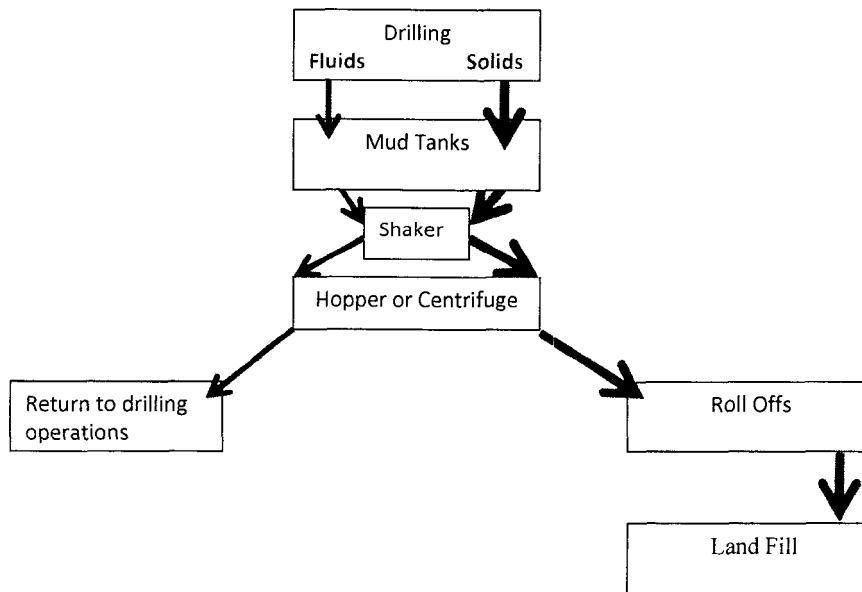 Drilling
Fluids Solids
Mud Tanks
Shaker
Hopper or Centrifuge
Return to drilling
operations
Roll Offs
Land Fill